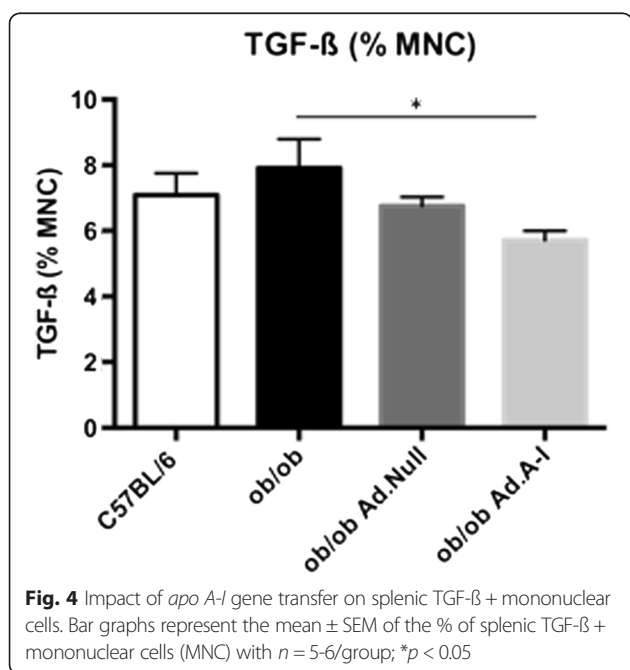 TGF-ß (% MNC)
TGF-ß (% MNC)
10
8
6
4
2
0
*
C57BL/6
ob/ob
ob/ob Ad.Null
ob/ob Ad.A-I
Fig. 4 Impact of apo A-I gene transfer on splenic TGF-ß + mononuclear
cells. Bar graphs represent the mean ± SEM of the % of splenic TGF-ß +
mononuclear cells (MNC) with n = 5-6/group; *p < 0.05